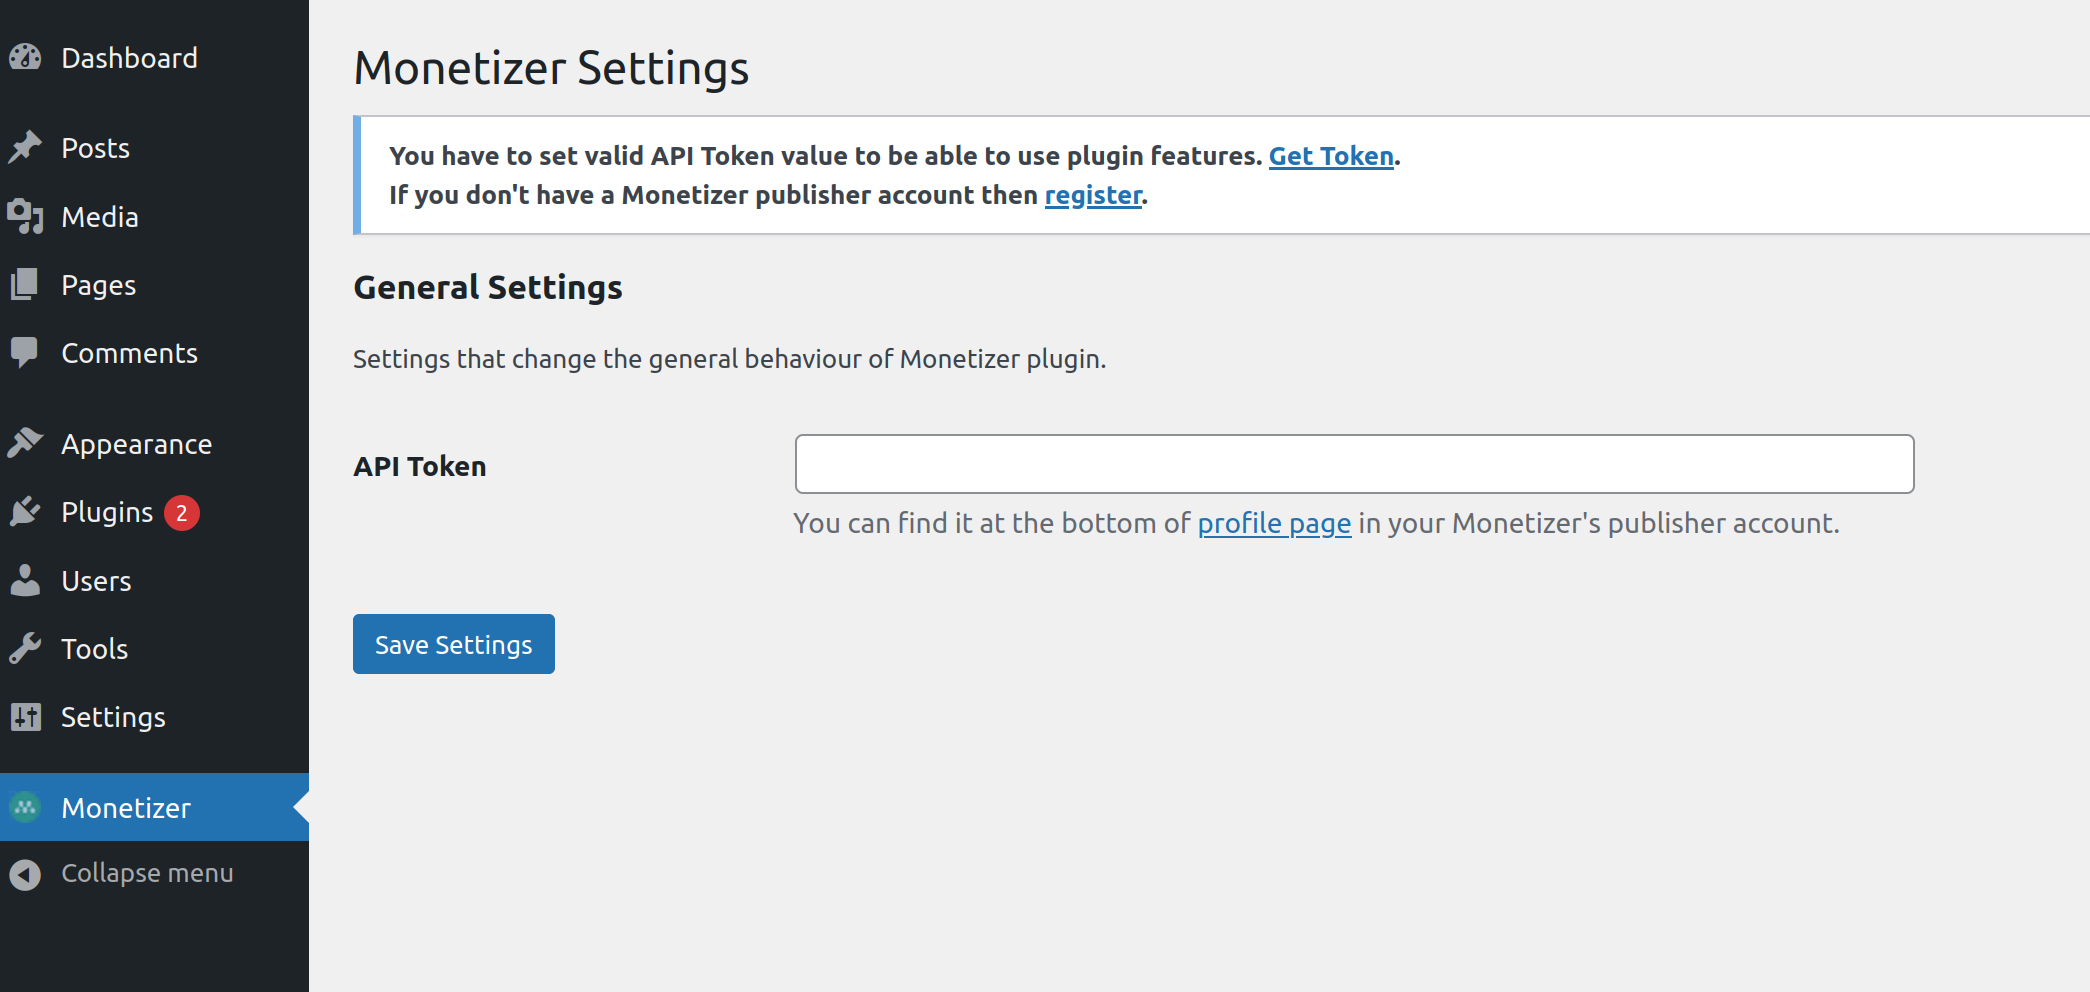 Dashboard
Posts
Media
Pages
Comments
Appearance
Plugins 2
Users
Tools
Settings
Monetizer
Collapse menu
Monetizer Settings
You have to set valid API Token value to be able to use plugin features. Get Token.
If you don't have a Monetizer publisher account then register.
General Settings
Settings that change the general behaviour of Monetizer plugin.
API Token
You can find it at the bottom of profile page in your Monetizer's publisher account.
Save Settings